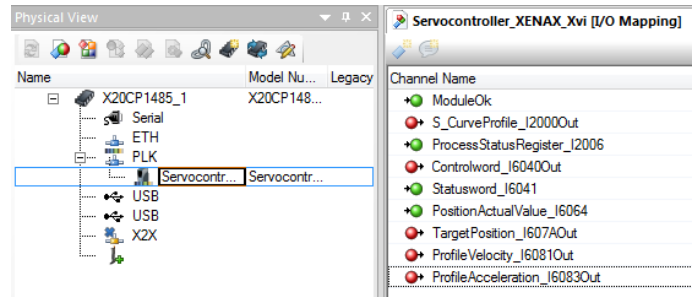 Physical View
Name Model Nu... Legacy
X20CP1485_1 X20CP148...
Serial
ETH
PLK
Servocontr... Servocontr...
USB
USB
X2X
Servocontroller_XENAX_Xvi [I/O Mapping]
Channel Name
ModuleOk
S_CurveProfile_I2000Out
ProcessStatusRegister_I2006
Controlword_I6040Out
Statusword_I6041
PositionActualValue_I6064
TargetPosition_I607AOut
ProfileVelocity_I6081Out
ProfileAcceleration_I6083Out